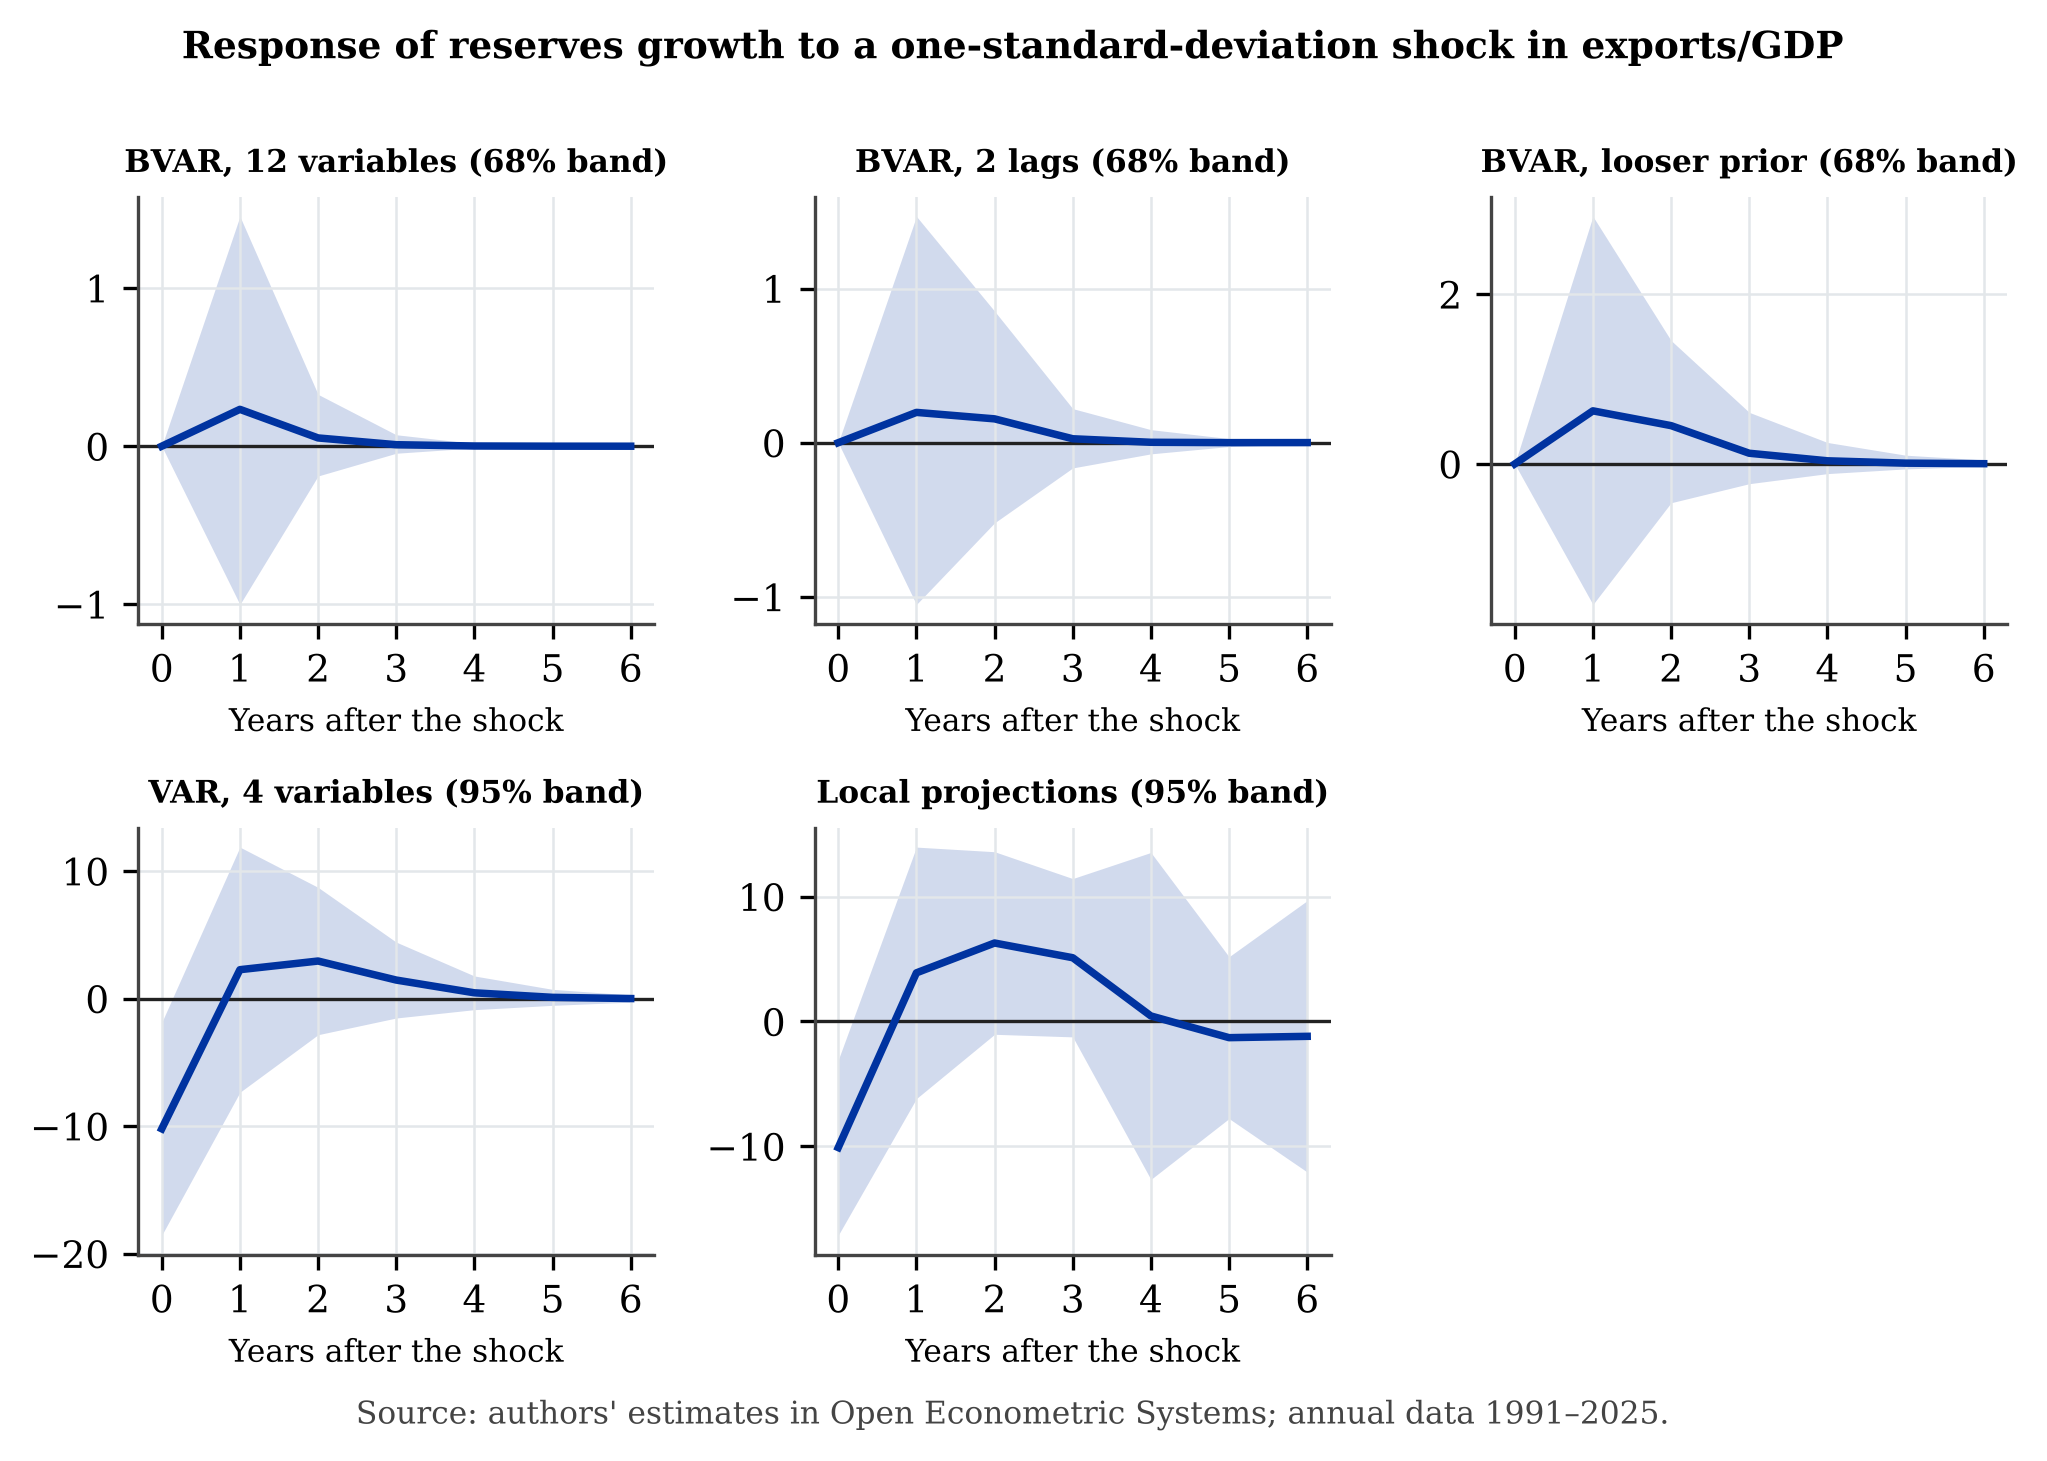 Response of reserves growth to a one-standard-deviation shock in exports/GDP
BVAR, 12 variables (68% band)
1
0
−1
0 1 2 3 4 5 6
Years after the shock
BVAR, 2 lags (68% band)
1
0
−1
0 1 2 3 4 5 6
Years after the shock
BVAR, looser prior (68% band)
2
0
0 1 2 3 4 5 6
Years after the shock
VAR, 4 variables (95% band)
10
0
−10
−20
0 1 2 3 4 5 6
Years after the shock
Local projections (95% band)
10
0
−10
0 1 2 3 4 5 6
Years after the shock
Source: authors' estimates in Open Econometric Systems; annual data 1991–2025.